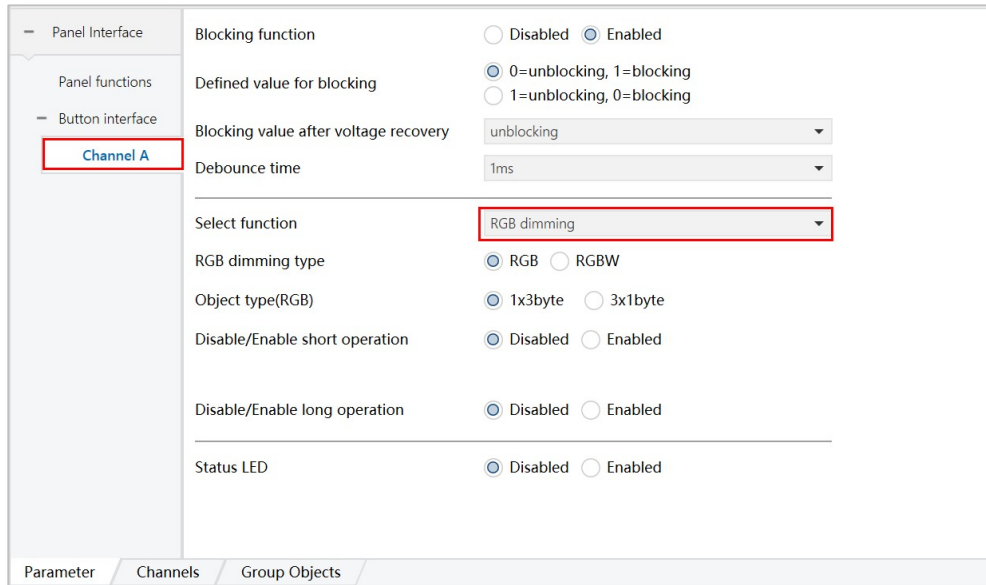 Panel Interface
Panel functions
Button interface
Channel A
Blocking function
Disabled
Enabled
Defined value for blocking
0=unblocking, 1=blocking
1=unblocking, 0=blocking
Blocking value after voltage recovery
unblocking
Debounce time
1ms
Select function
RGB dimming
RGB dimming type
RGB
RGBW
Object type(RGB)
1x3byte
3x1byte
Disable/Enable short operation
Disabled
Enabled
Disable/Enable long operation
Disabled
Enabled
Status LED
Disabled
Enabled
Parameter
Channels
Group Objects